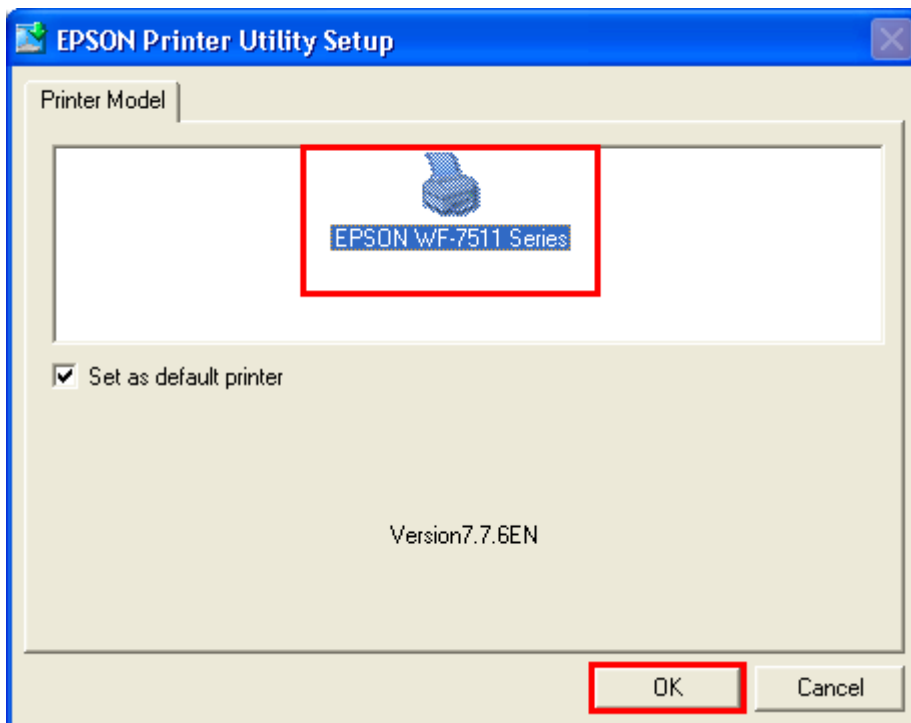 EPSON Printer Utility Setup
Printer Model
EPSON WF-7511 Series
Set as default printer
Version7.7.6EN
OK
Cancel